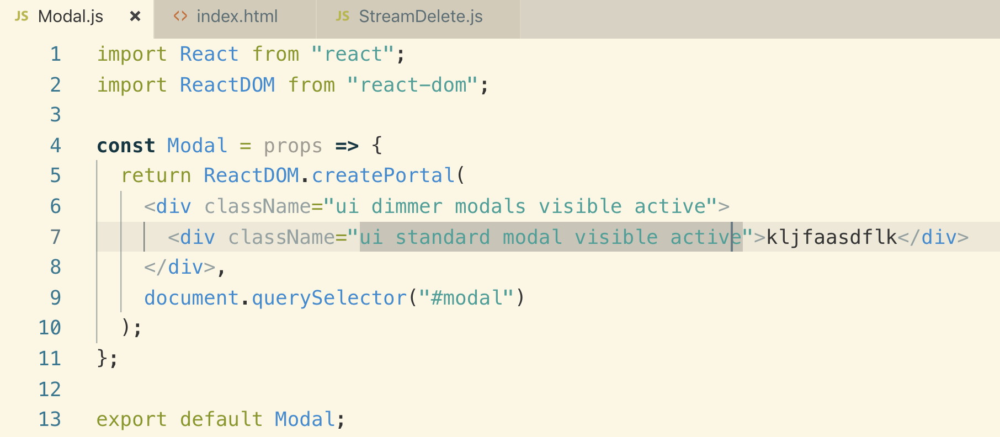 JS Modal.js × <> index.html JS StreamDelete.js
1 import React from "react";
2 import ReactDOM from "react-dom";
3
4 const Modal = props => {
5   return ReactDOM.createPortal(
6     <div className="ui dimmer modals visible active">
7       <div className="ui standard modal visible active">kljfaasdflk</div>
8     </div>,
9     document.querySelector("#modal")
10   );
11 };
12
13 export default Modal;